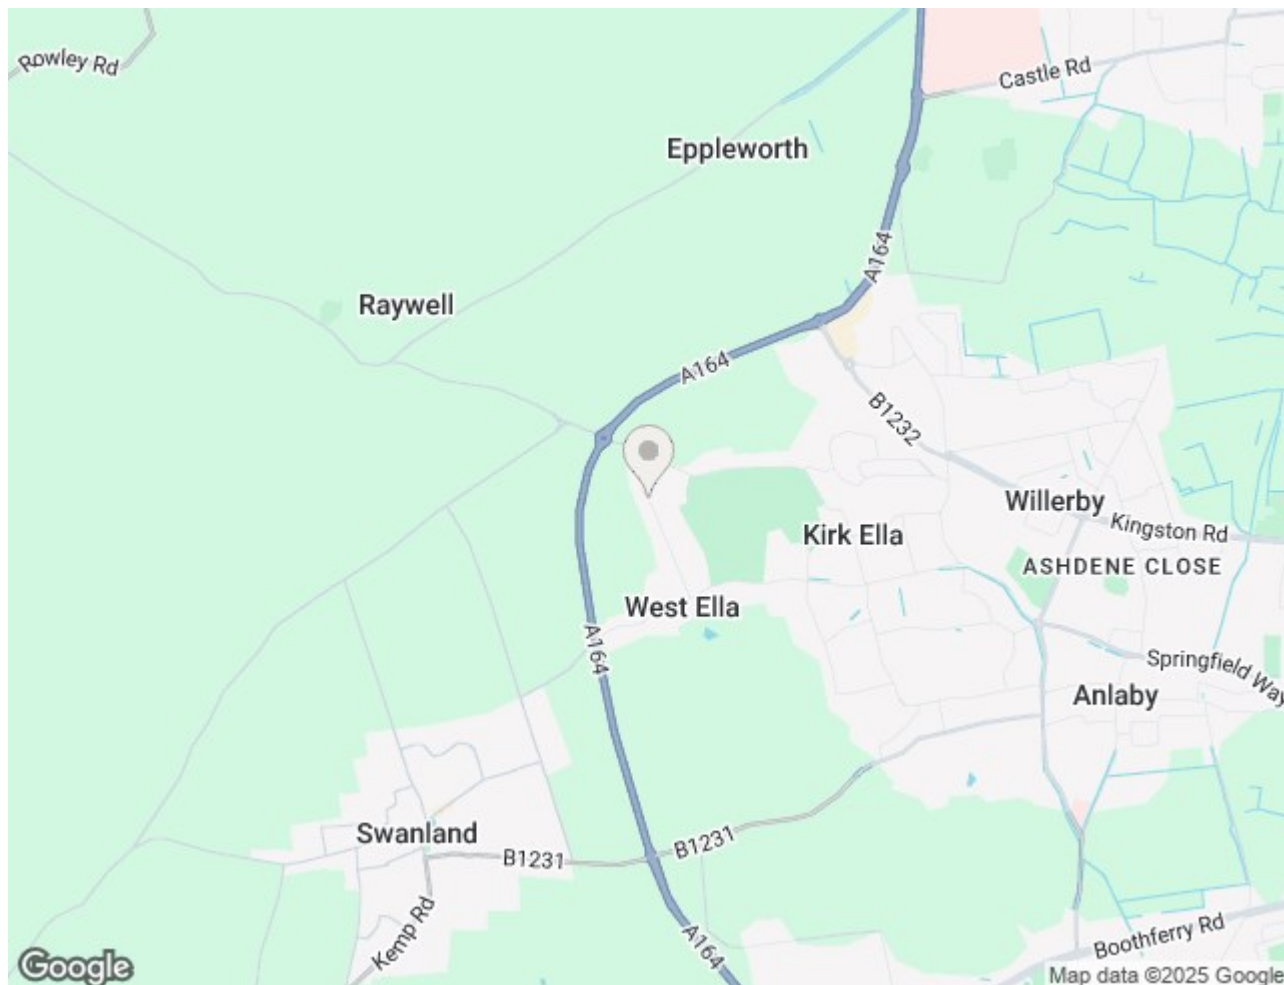 Rowley Rd
Castle Rd
Eppleworth
A164
Raywell
A164
B1232
Willerby
Kingston Rd
Kirk Ella
ASHDENE CLOSE
West Ella
A164
Springfield Way
Anlaby
Swanland
B1231
B1231
Kemp Rd
A164
Boothferry Rd
Google
Map data ©2025 Google